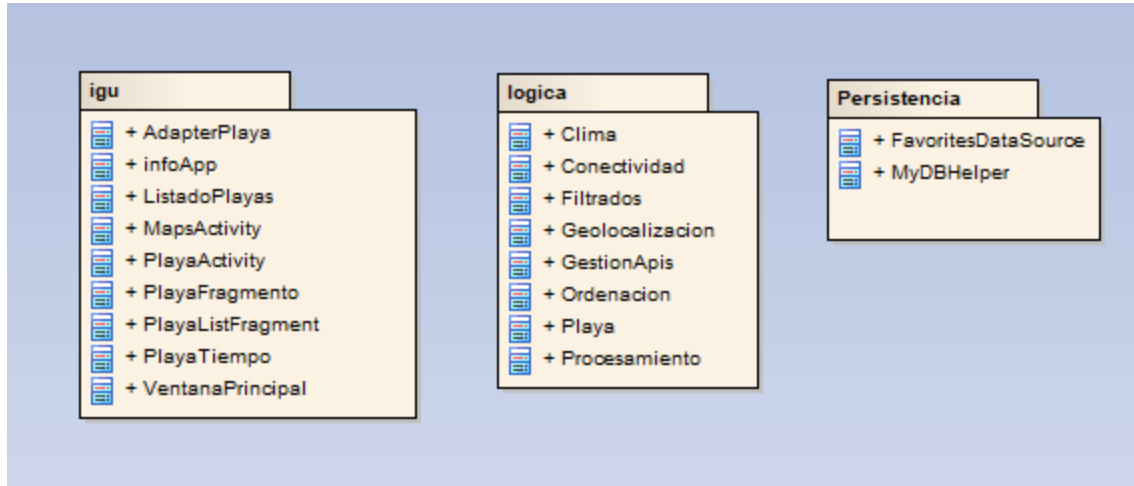 igu
+ AdapterPlaya
+ infoApp
+ ListadoPlayas
+ MapsActivity
+ PlayaActivity
+ PlayaFragmento
+ PlayaListFragment
+ PlayaTiempo
+ VentanaPrincipal
logica
+ Clima
+ Conectividad
+ Filtrados
+ Geolocalizacion
+ GestionApis
+ Ordenacion
+ Playa
+ Procesamiento
Persistencia
+ FavoritesDataSource
+ MyDBHelper